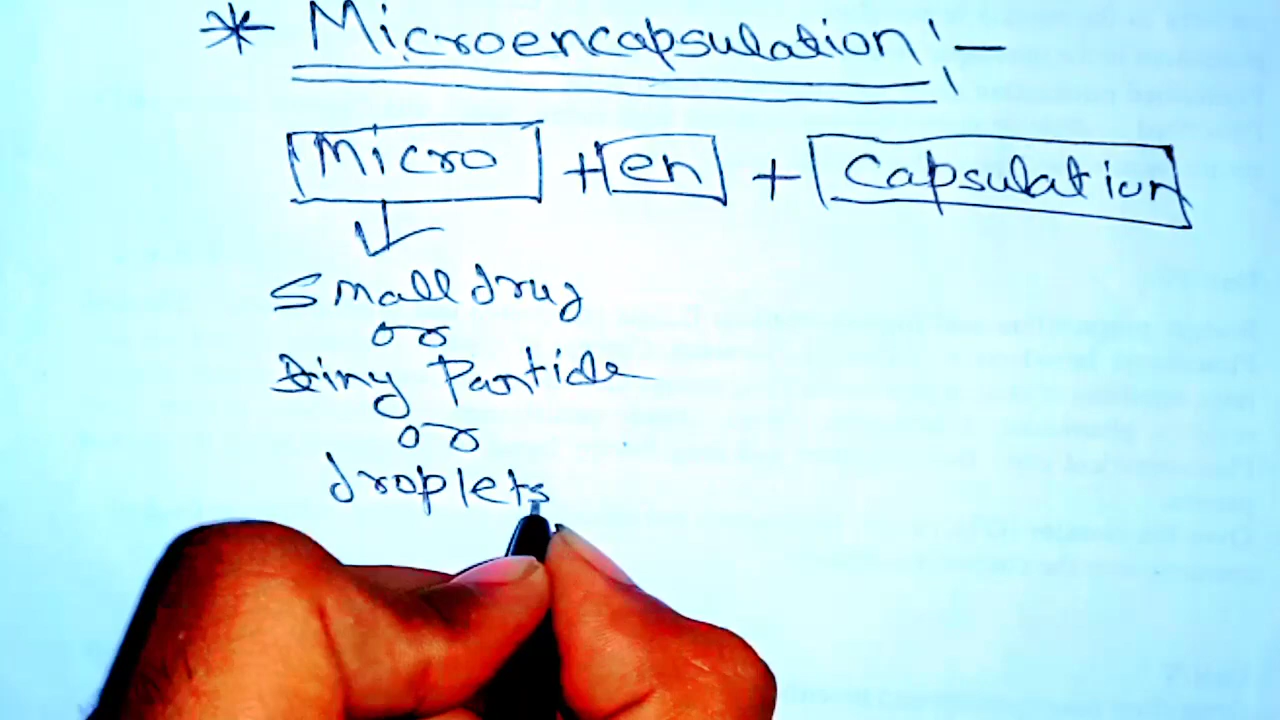 * Microencapsulation:-
Micro + en + Capsulation
Small drug
or
tiny Particle
or
droplets